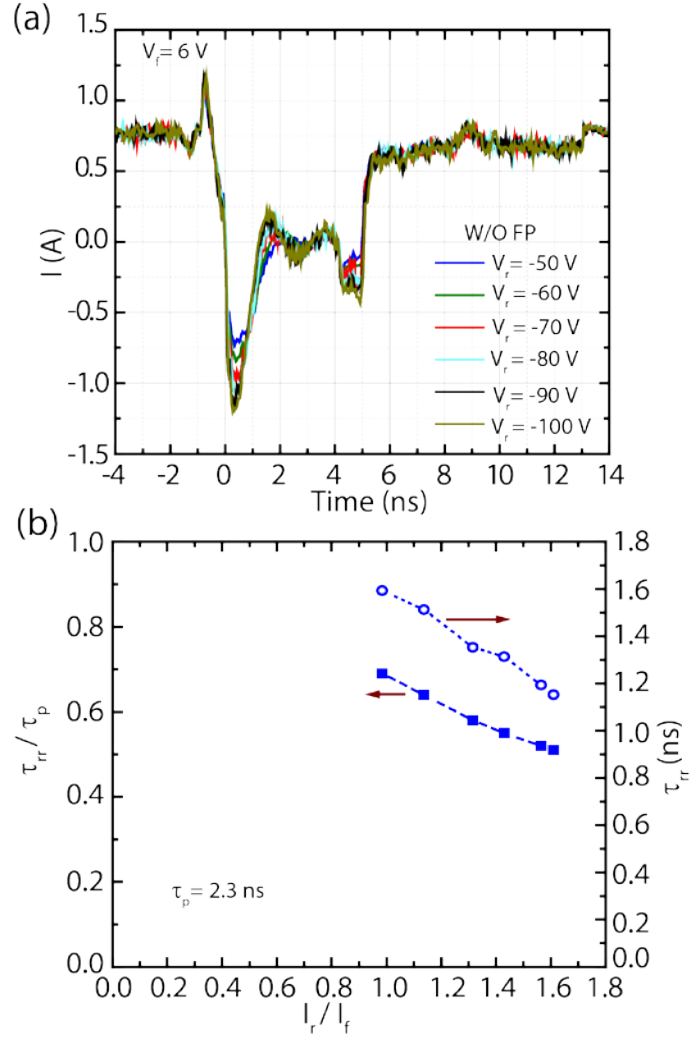 (a)
1.5
1.0
0.5
0.0
-0.5
-1.0
-1.5
I (A)
V_f= 6 V
W/O FP
V_r= -50 V
V_r= -60 V
V_r= -70 V
V_r= -80 V
V_r= -90 V
V_r= -100 V
-4 -2 0 2 4 6 8 10 12 14
Time (ns)
(b)
1.0
0.8
0.6
0.4
0.2
0.0
τ_rr / τ_p
1.8
1.6
1.4
1.2
1.0
0.8
0.6
0.4
0.2
0.0
τ_rr (ns)
τ_p= 2.3 ns
0.0 0.2 0.4 0.6 0.8 1.0 1.2 1.4 1.6 1.8
I_r / I_f